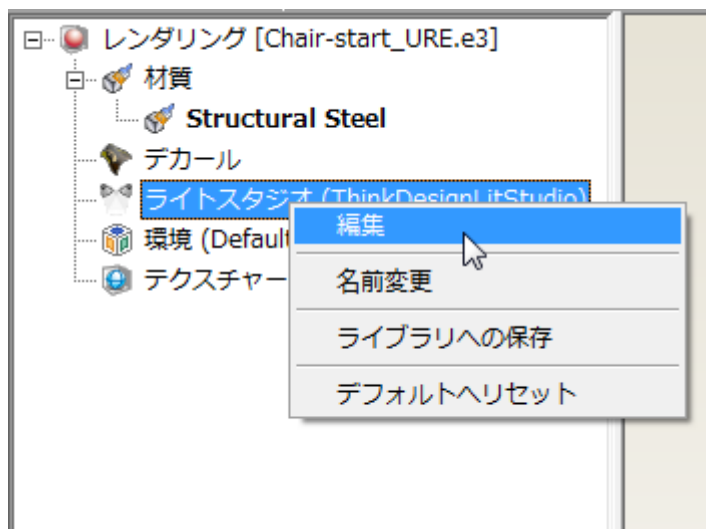 レンダリング [Chair-start_URE.e3]
材質
Structural Steel
デカール
ライトスタジオ (ThinkDesignLitStudio)
編集
環境 (Default
名前変更
テクスチャー
ライブラリへの保存
デフォルトへリセット